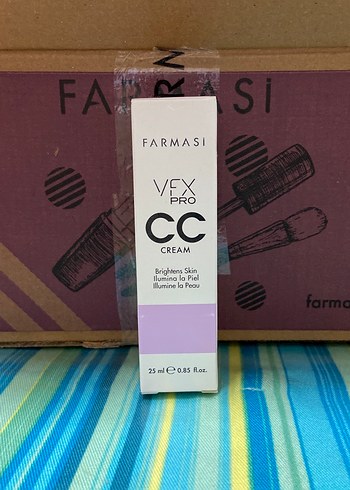 FARMASi
FARMASi
VFX
PRO
CC
CREAM
Brightens Skin
Ilumina la Piel
Illumine la Peau
25 ml ℮ 0.85 fl.oz.
farma